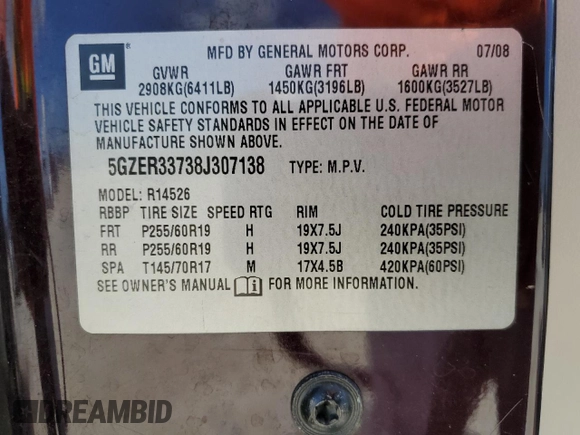 GM
MFD BY GENERAL MOTORS CORP. 07/08
GVWR GAWR FRT GAWR RR
2908KG(6411LB) 1450KG(3196LB) 1600KG(3527LB)
THIS VEHICLE CONFORMS TO ALL APPLICABLE U.S. FEDERAL MOTOR
VEHICLE SAFETY STANDARDS IN EFFECT ON THE DATE OF
MANUFACTURE SHOWN ABOVE.
5GZER33738J307138 TYPE: M.P.V.
MODEL: R14526
RBBP TIRE SIZE SPEED RTG RIM COLD TIRE PRESSURE
FRT P255/60R19 H 19X7.5J 240KPA(35PSI)
RR P255/60R19 H 19X7.5J 240KPA(35PSI)
SPA T145/70R17 M 17X4.5B 420KPA(60PSI)
SEE OWNER'S MANUAL FOR MORE INFORMATION.
DREAMBID